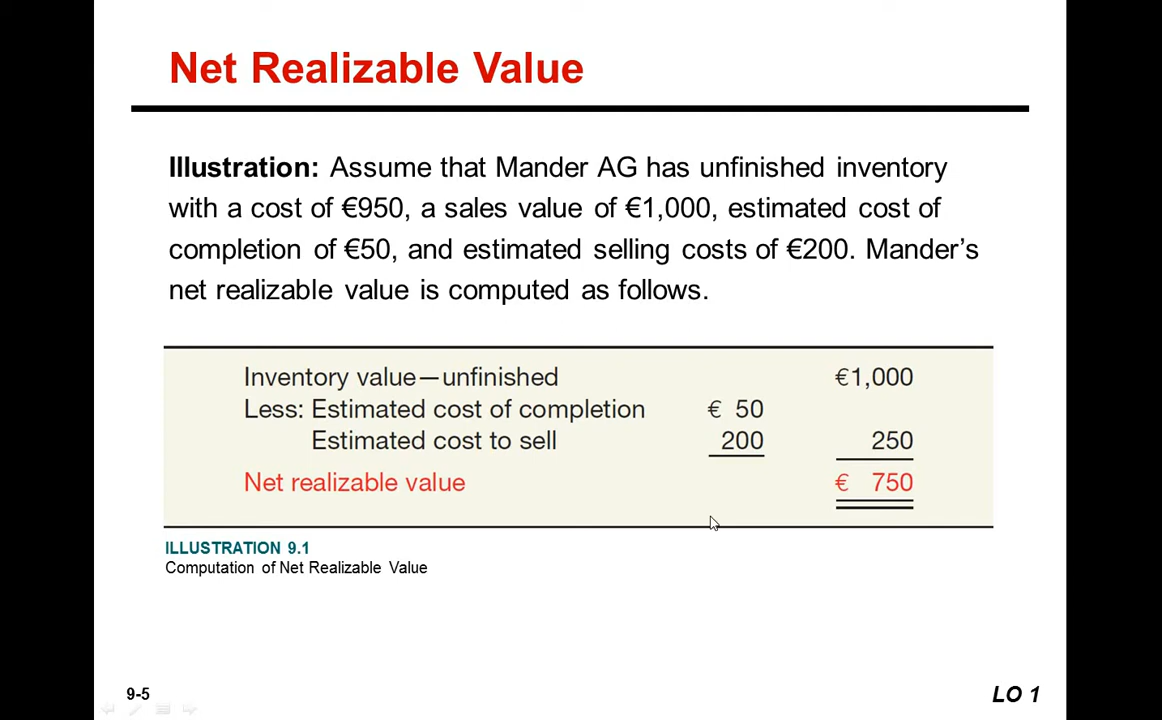 Net Realizable Value
Illustration: Assume that Mander AG has unfinished inventory
with a cost of €950, a sales value of €1,000, estimated cost of
completion of €50, and estimated selling costs of €200. Mander’s
net realizable value is computed as follows.
Inventory value—unfinished €1,000
Less: Estimated cost of completion € 50
Estimated cost to sell 200 250
Net realizable value € 750
ILLUSTRATION 9.1
Computation of Net Realizable Value
9-5 LO 1